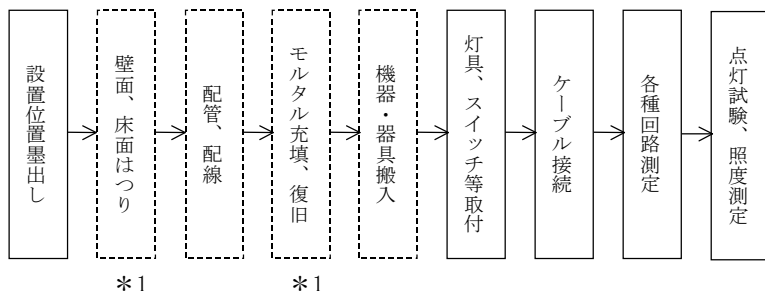 設置位置墨出し
壁面、床面はつり
配管、配線
モルタル充填、復旧
機器・器具搬入
灯具、スイッチ等取付
ケーブル接続
各種回路測定
点灯試験、照度測定
＊1
＊1